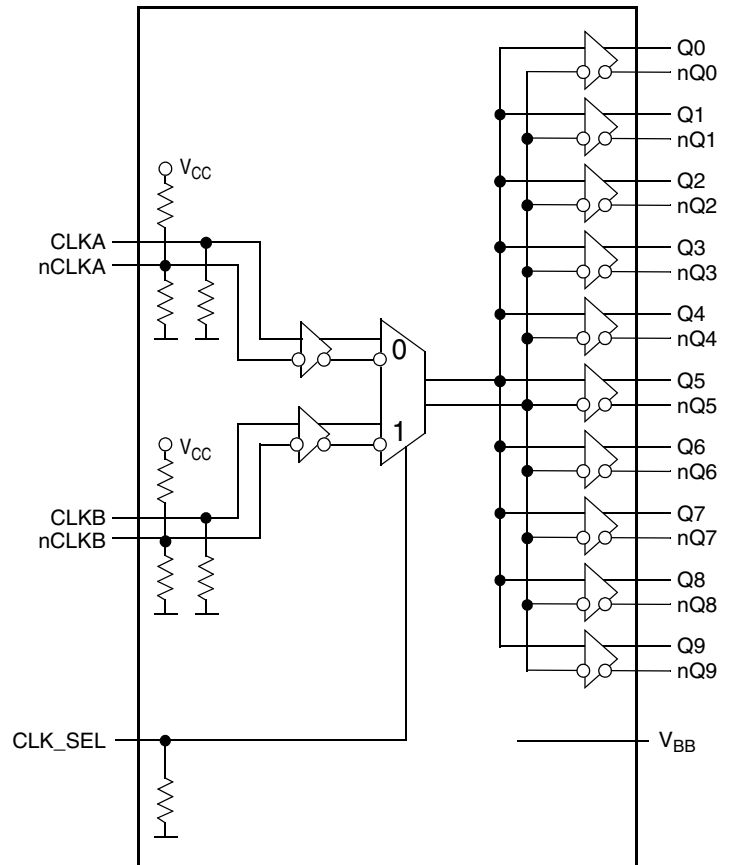 Q0
nQ0
Q1
nQ1
VCC
Q2
nQ2
CLKA
nCLKA
Q3
nQ3
Q4
nQ4
0
Q5
nQ5
1
VCC
Q6
nQ6
CLKB
nCLKB
Q7
nQ7
Q8
nQ8
Q9
nQ9
CLK_SEL
VBB